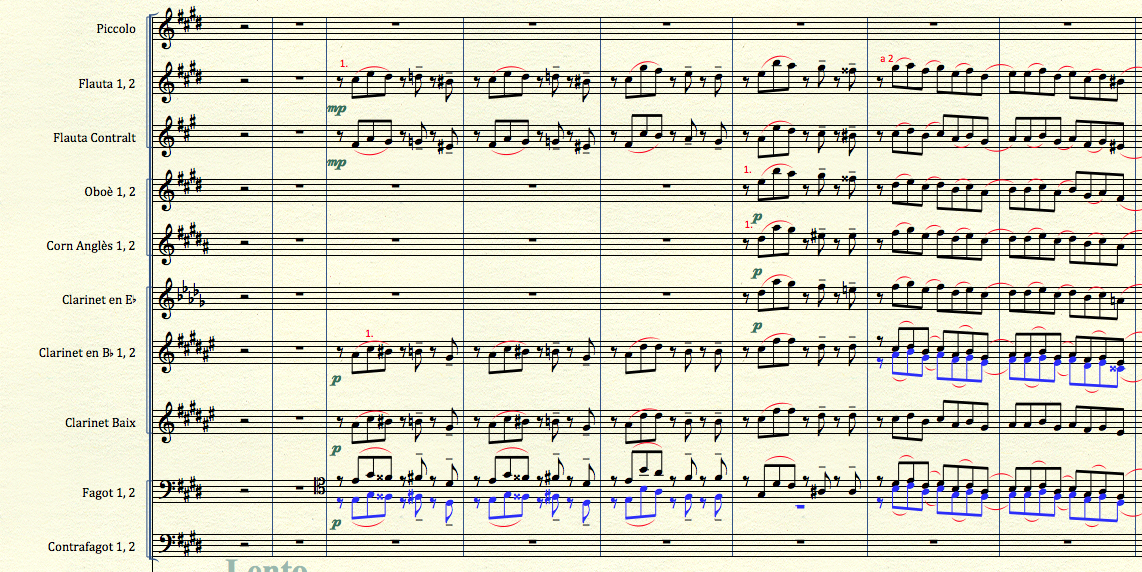 Piccolo
1.
a 2
Flauta 1, 2
mp
Flauta Contralt
mp
1.
Oboè 1, 2
p
1.
Corn Anglès 1, 2
p
Clarinet en E♭
p
1.
Clarinet en B♭ 1, 2
p
Clarinet Baix
p
Fagot 1, 2
p
Contrafagot 1, 2
Lento